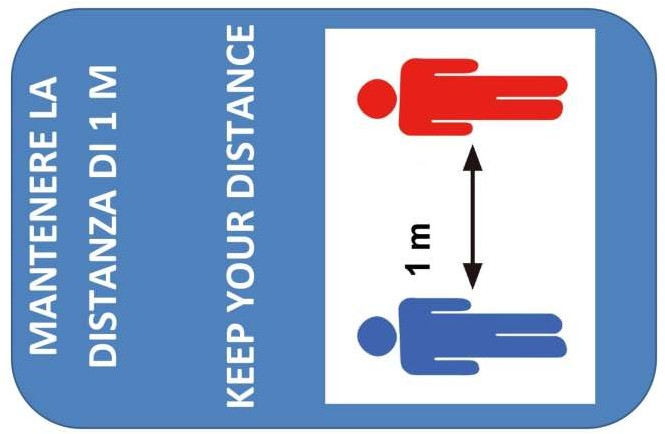 MANTENERE LA
DISTANZA DI 1 M
KEEP YOUR DISTANCE
1 m